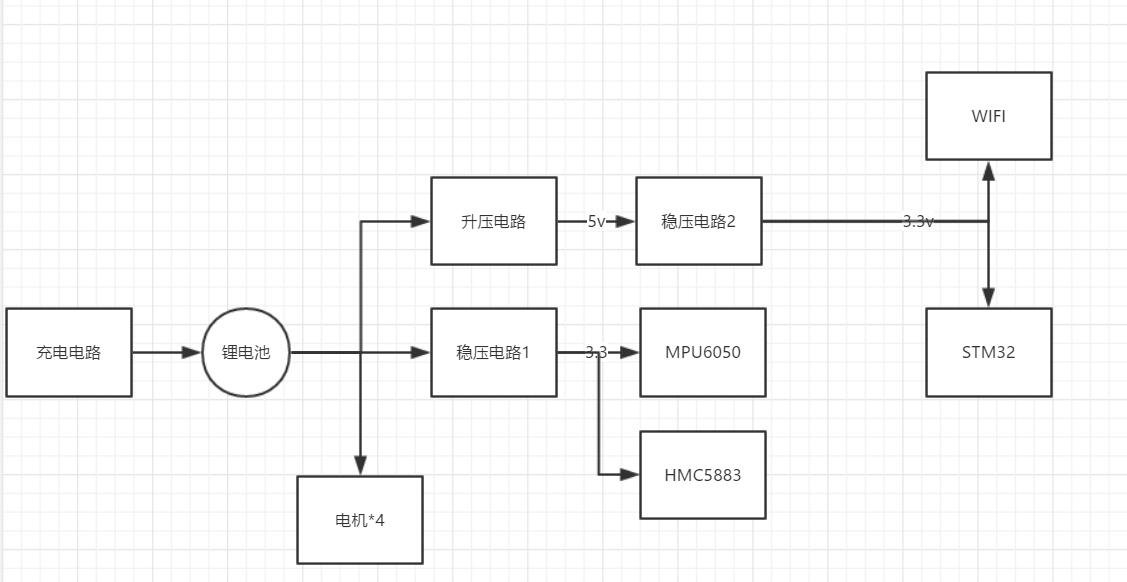 WIFI
升压电路
5v
稳压电路2
3.3v
充电电路
锂电池
稳压电路1
3.3
MPU6050
STM32
HMC5883
电机*4